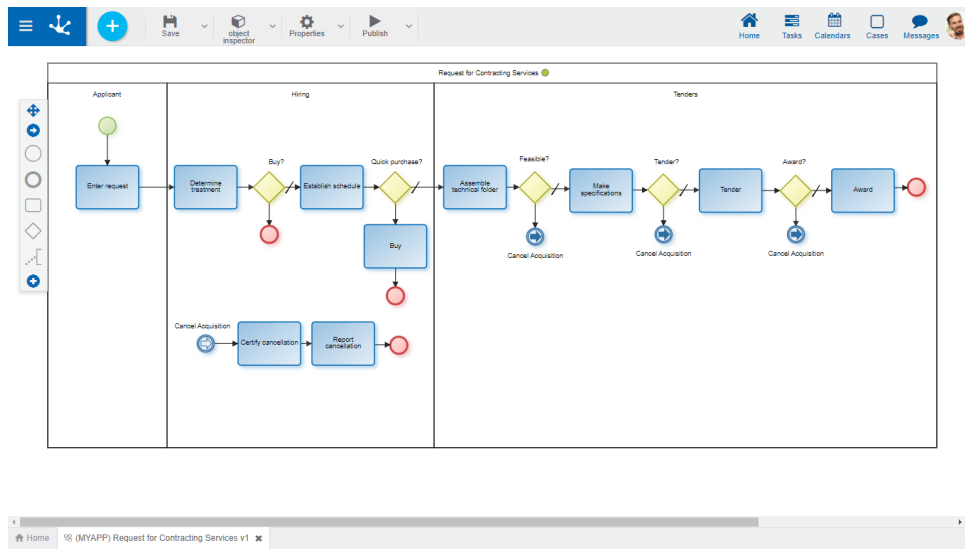 Save
object
inspector
Properties
Publish
Home
Tasks
Calendars
Cases
Messages
Request for Contracting Services
Applicant
Hiring
Tenders
Enter request
Determine
treatment
Buy?
Establish schedule
Quick purchase?
Buy
Assemble
technical folder
Feasible?
Make
specifications
Tender?
Tender
Award?
Award
Cancel Acquisition
Cancel Acquisition
Cancel Acquisition
Cancel Acquisition
Certify cancellation
Report
cancellation
Home
(MYAPP) Request for Contracting Services v1